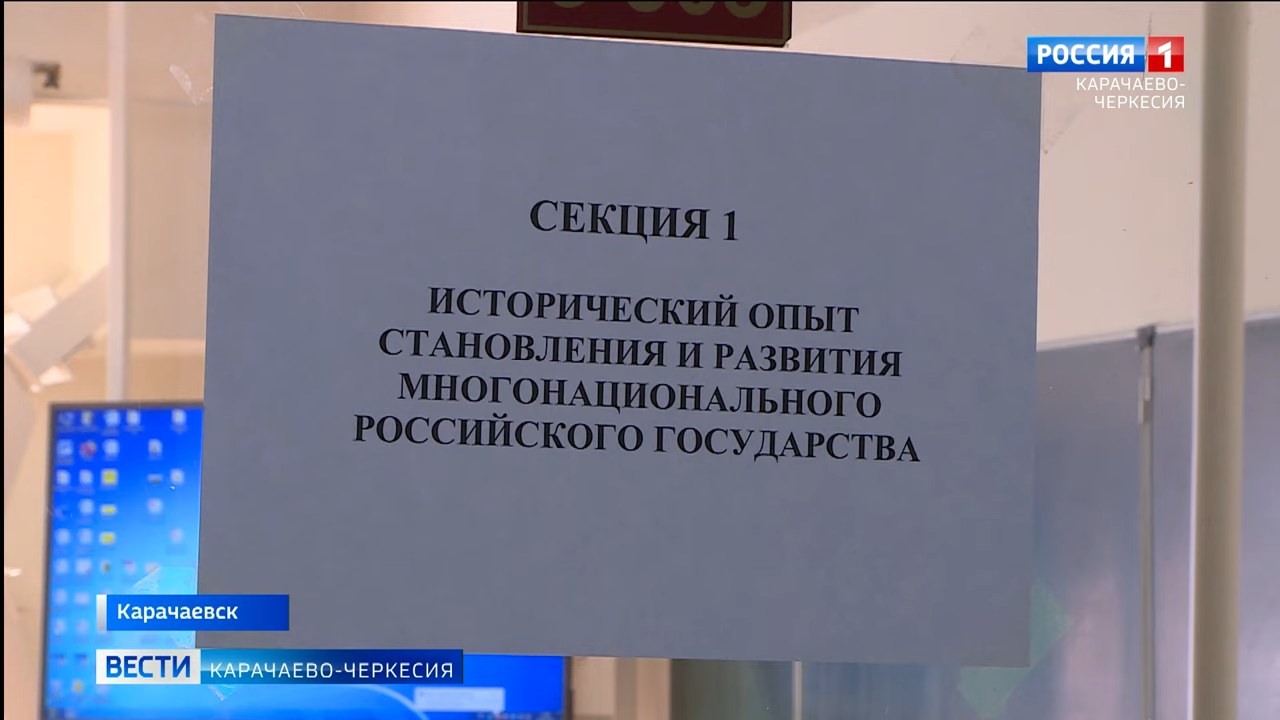 РОССИЯ 1
КАРАЧАЕВО-
ЧЕРКЕСИЯ
СЕКЦИЯ 1
ИСТОРИЧЕСКИЙ ОПЫТ
СТАНОВЛЕНИЯ И РАЗВИТИЯ
МНОГОНАЦИОНАЛЬНОГО
РОССИЙСКОГО ГОСУДАРСТВА
Карачаевск
ВЕСТИ КАРАЧАЕВО-ЧЕРКЕСИЯ